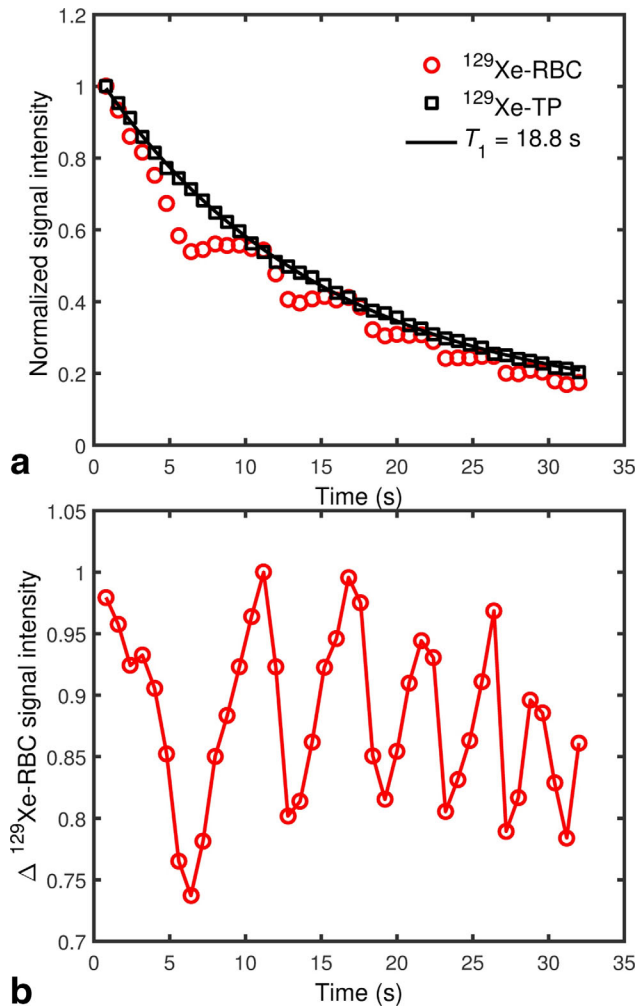 1.2
1
0.8
0.6
0.4
0.2
0
Normalized signal intensity
¹²⁹Xe-RBC
¹²⁹Xe-TP
T₁ = 18.8 s
0 5 10 15 20 25 30 35
Time (s)
a
1.05
1
0.95
0.9
0.85
0.8
0.75
0.7
Δ ¹²⁹Xe-RBC signal intensity
0 5 10 15 20 25 30 35
Time (s)
b